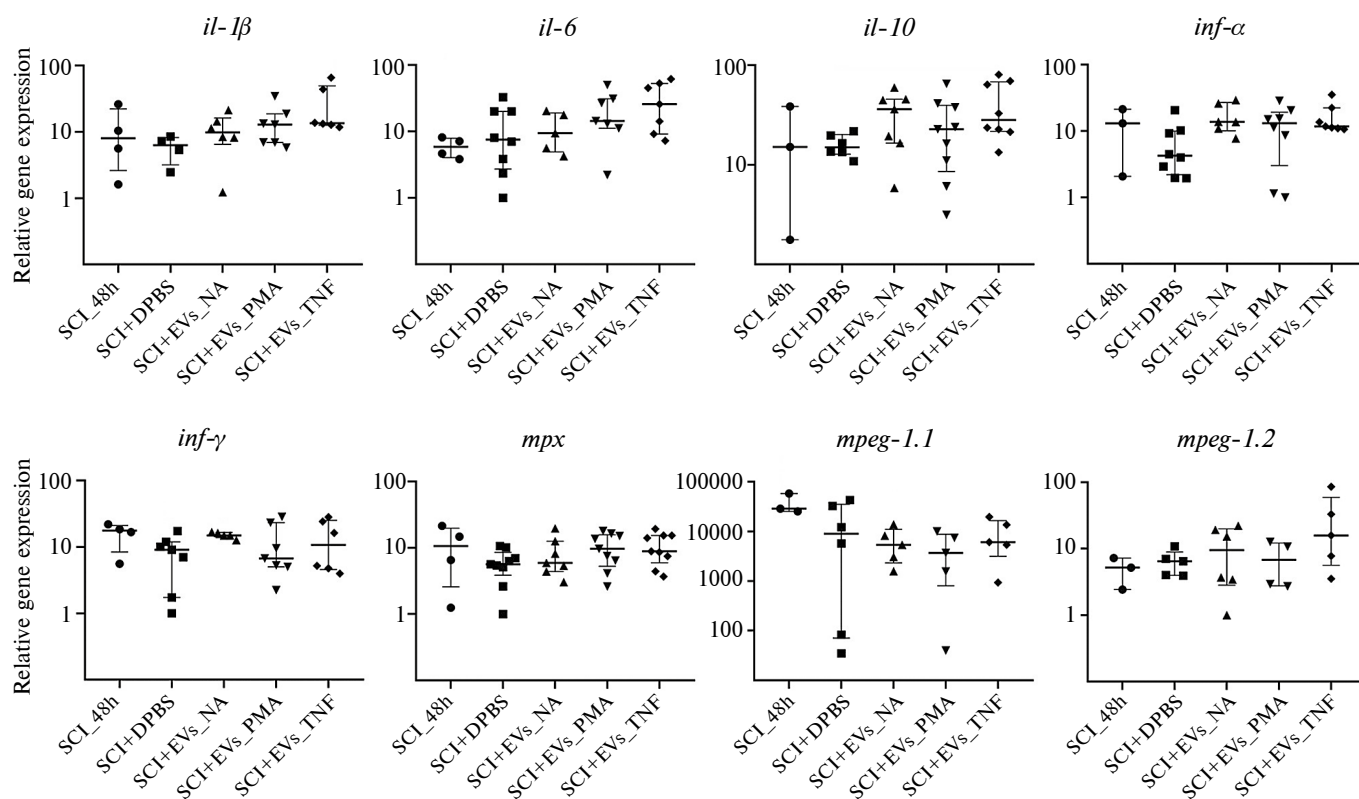 il-1β
il-6
il-10
inf-α
Relative gene expression
100
10
1
SCI_48h
SCI+DPBS
SCI+EVs_NA
SCI+EVs_PMA
SCI+EVs_TNF
100
10
1
SCI_48h
SCI+DPBS
SCI+EVs_NA
SCI+EVs_PMA
SCI+EVs_TNF
100
10
SCI_48h
SCI+DPBS
SCI+EVs_NA
SCI+EVs_PMA
SCI+EVs_TNF
100
10
1
SCI_48h
SCI+DPBS
SCI+EVs_NA
SCI+EVs_PMA
SCI+EVs_TNF
inf-γ
mpx
mpeg-1.1
mpeg-1.2
Relative gene expression
100
10
1
SCI_48h
SCI+DPBS
SCI+EVs_NA
SCI+EVs_PMA
SCI+EVs_TNF
100
10
1
SCI_48h
SCI+DPBS
SCI+EVs_NA
SCI+EVs_PMA
SCI+EVs_TNF
100000
10000
1000
100
SCI_48h
SCI+DPBS
SCI+EVs_NA
SCI+EVs_PMA
SCI+EVs_TNF
100
10
1
SCI_48h
SCI+DPBS
SCI+EVs_NA
SCI+EVs_PMA
SCI+EVs_TNF